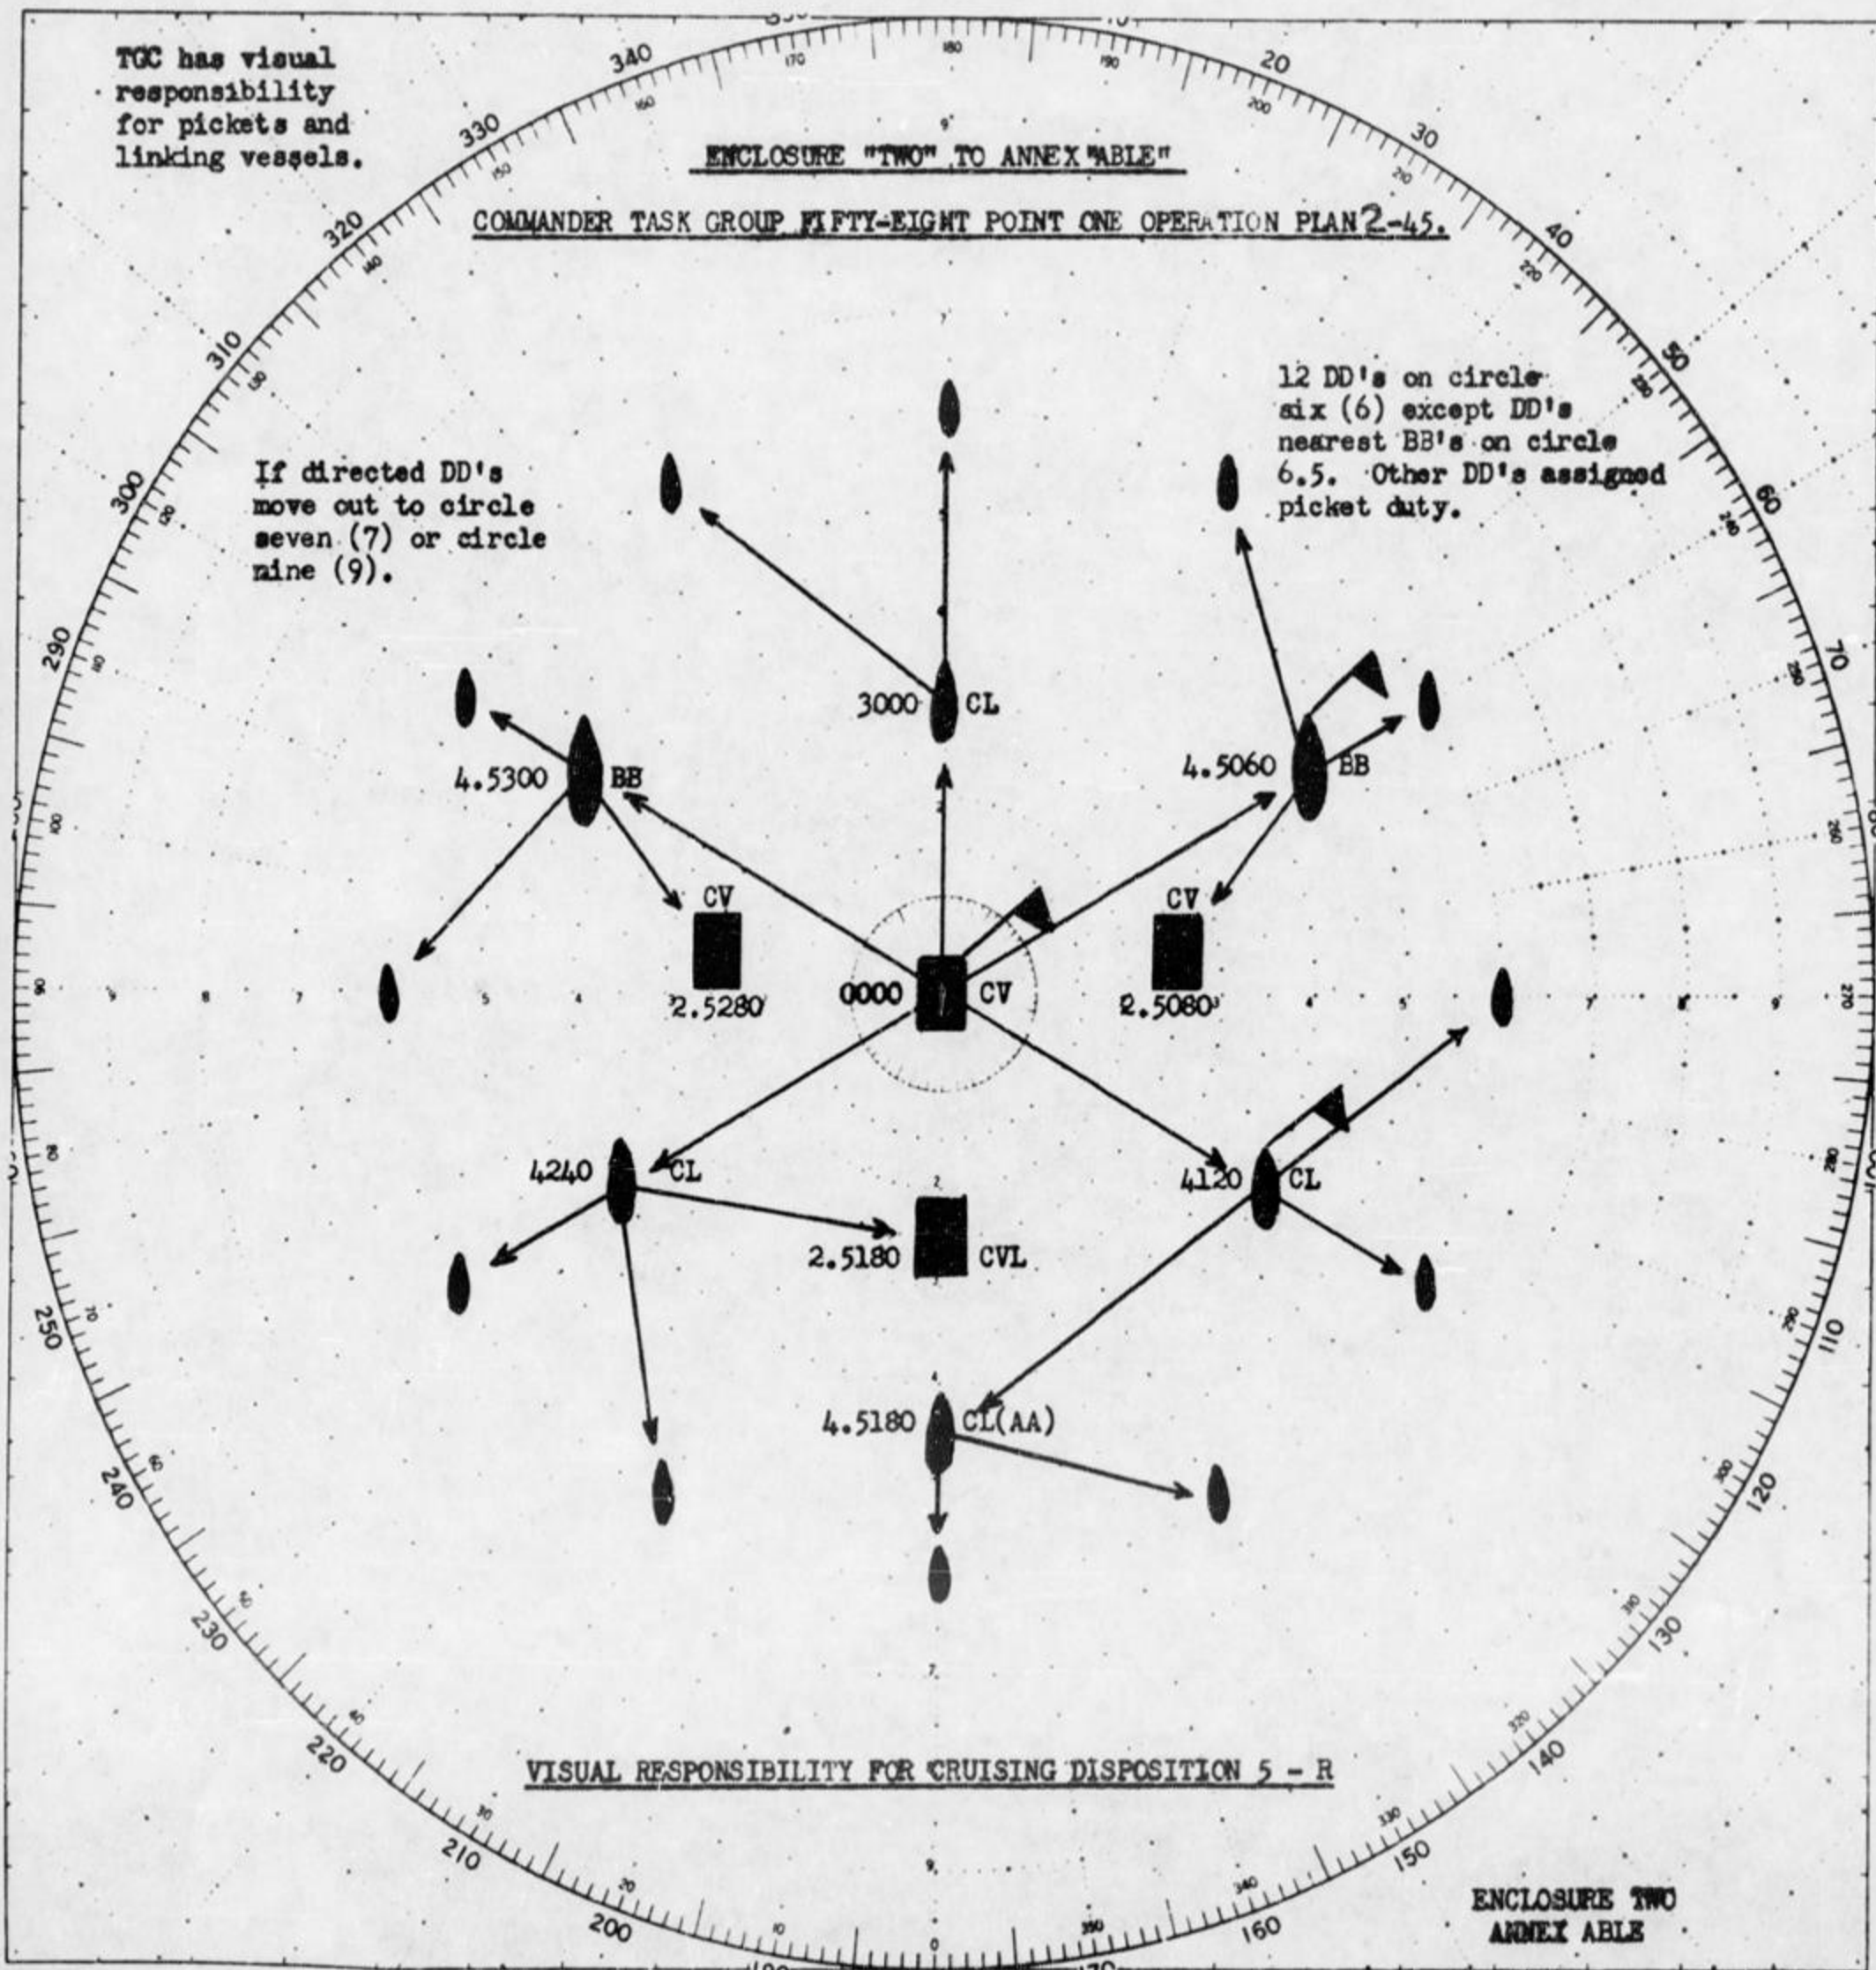 TGC has visual
responsibility
for pickets and
linking vessels.
ENCLOSURE "TWO" TO ANNEX "ABLE"
COMMANDER TASK GROUP FIFTY-EIGHT POINT ONE OPERATION PLAN 2-45.
12 DD's on circle
six (6) except DD's
nearest BB's on circle
6.5. Other DD's assigned
picket duty.
If directed DD's
move out to circle
seven (7) or circle
nine (9).
3000 CL
4.5300 BB
4.5060 BB
CV
2.5280
0000 CV
CV
2.5080
4240 CL
4120 CL
2.5180 CVL
4.5180 CL(AA)
VISUAL RESPONSIBILITY FOR CRUISING DISPOSITION 5 - R
ENCLOSURE TWO
ANNEX ABLE
20
30
40
50
60
70
110
120
130
140
150
160
200
210
220
230
240
250
290
300
310
320
330
340